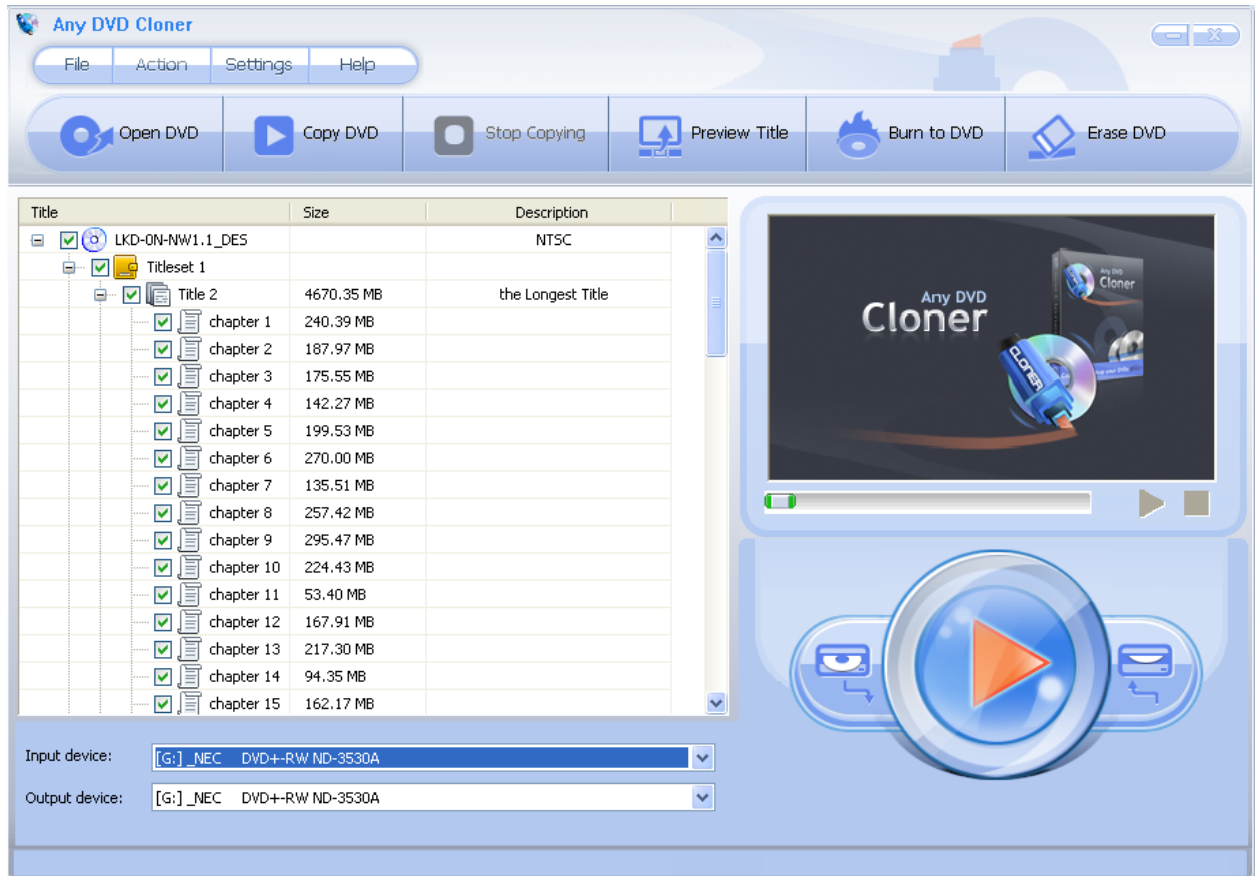 Any DVD Cloner
File Action Settings Help
Open DVD Copy DVD Stop Copying Preview Title Burn to DVD Erase DVD
Title Size Description
LKD-0N-NW1.1_DES NTSC
Titleset 1
Title 2 4670.35 MB the Longest Title
chapter 1 240.39 MB
chapter 2 187.97 MB
chapter 3 175.55 MB
chapter 4 142.27 MB
chapter 5 199.53 MB
chapter 6 270.00 MB
chapter 7 135.51 MB
chapter 8 257.42 MB
chapter 9 295.47 MB
chapter 10 224.43 MB
chapter 11 53.40 MB
chapter 12 167.91 MB
chapter 13 217.30 MB
chapter 14 94.35 MB
chapter 15 162.17 MB
Any DVD
Cloner
Any DVD
Cloner
CLONER
Input device: [G:] _NEC DVD+-RW ND-3530A
Output device: [G:] _NEC DVD+-RW ND-3530A